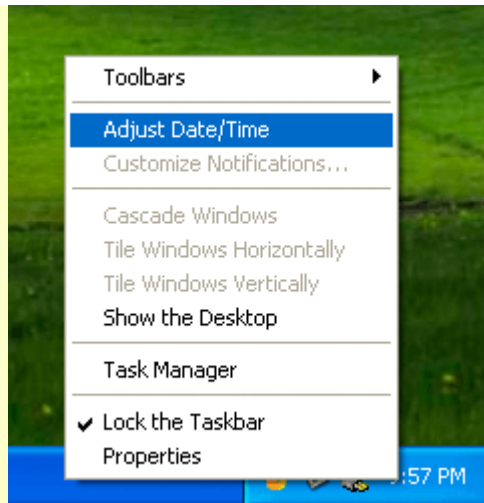 Toolbars
Adjust Date/Time
Customize Notifications...
Cascade Windows
Tile Windows Horizontally
Tile Windows Vertically
Show the Desktop
Task Manager
Lock the Taskbar
Properties
:57 PM